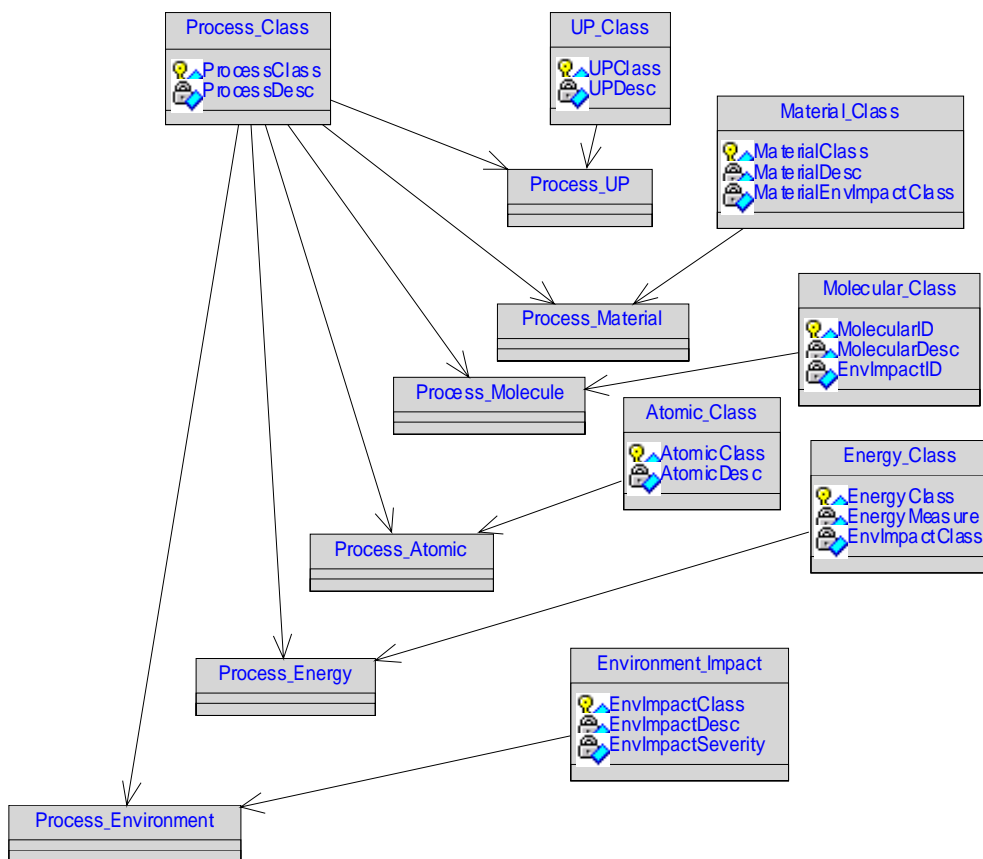 Process_Class
ProcessClass
ProcessDesc
UP_Class
UPClass
UPDesc
Material_Class
MaterialClass
MaterialDesc
MaterialEnvImpactClass
Process_UP
Process_Material
Molecular_Class
MolecularID
MolecularDesc
EnvImpactID
Process_Molecule
Atomic_Class
AtomicClass
AtomicDesc
Energy_Class
EnergyClass
EnergyMeasure
EnvImpactClass
Process_Atomic
Process_Energy
Environment_Impact
EnvImpactClass
EnvImpactDesc
EnvImpactSeverity
Process_Environment